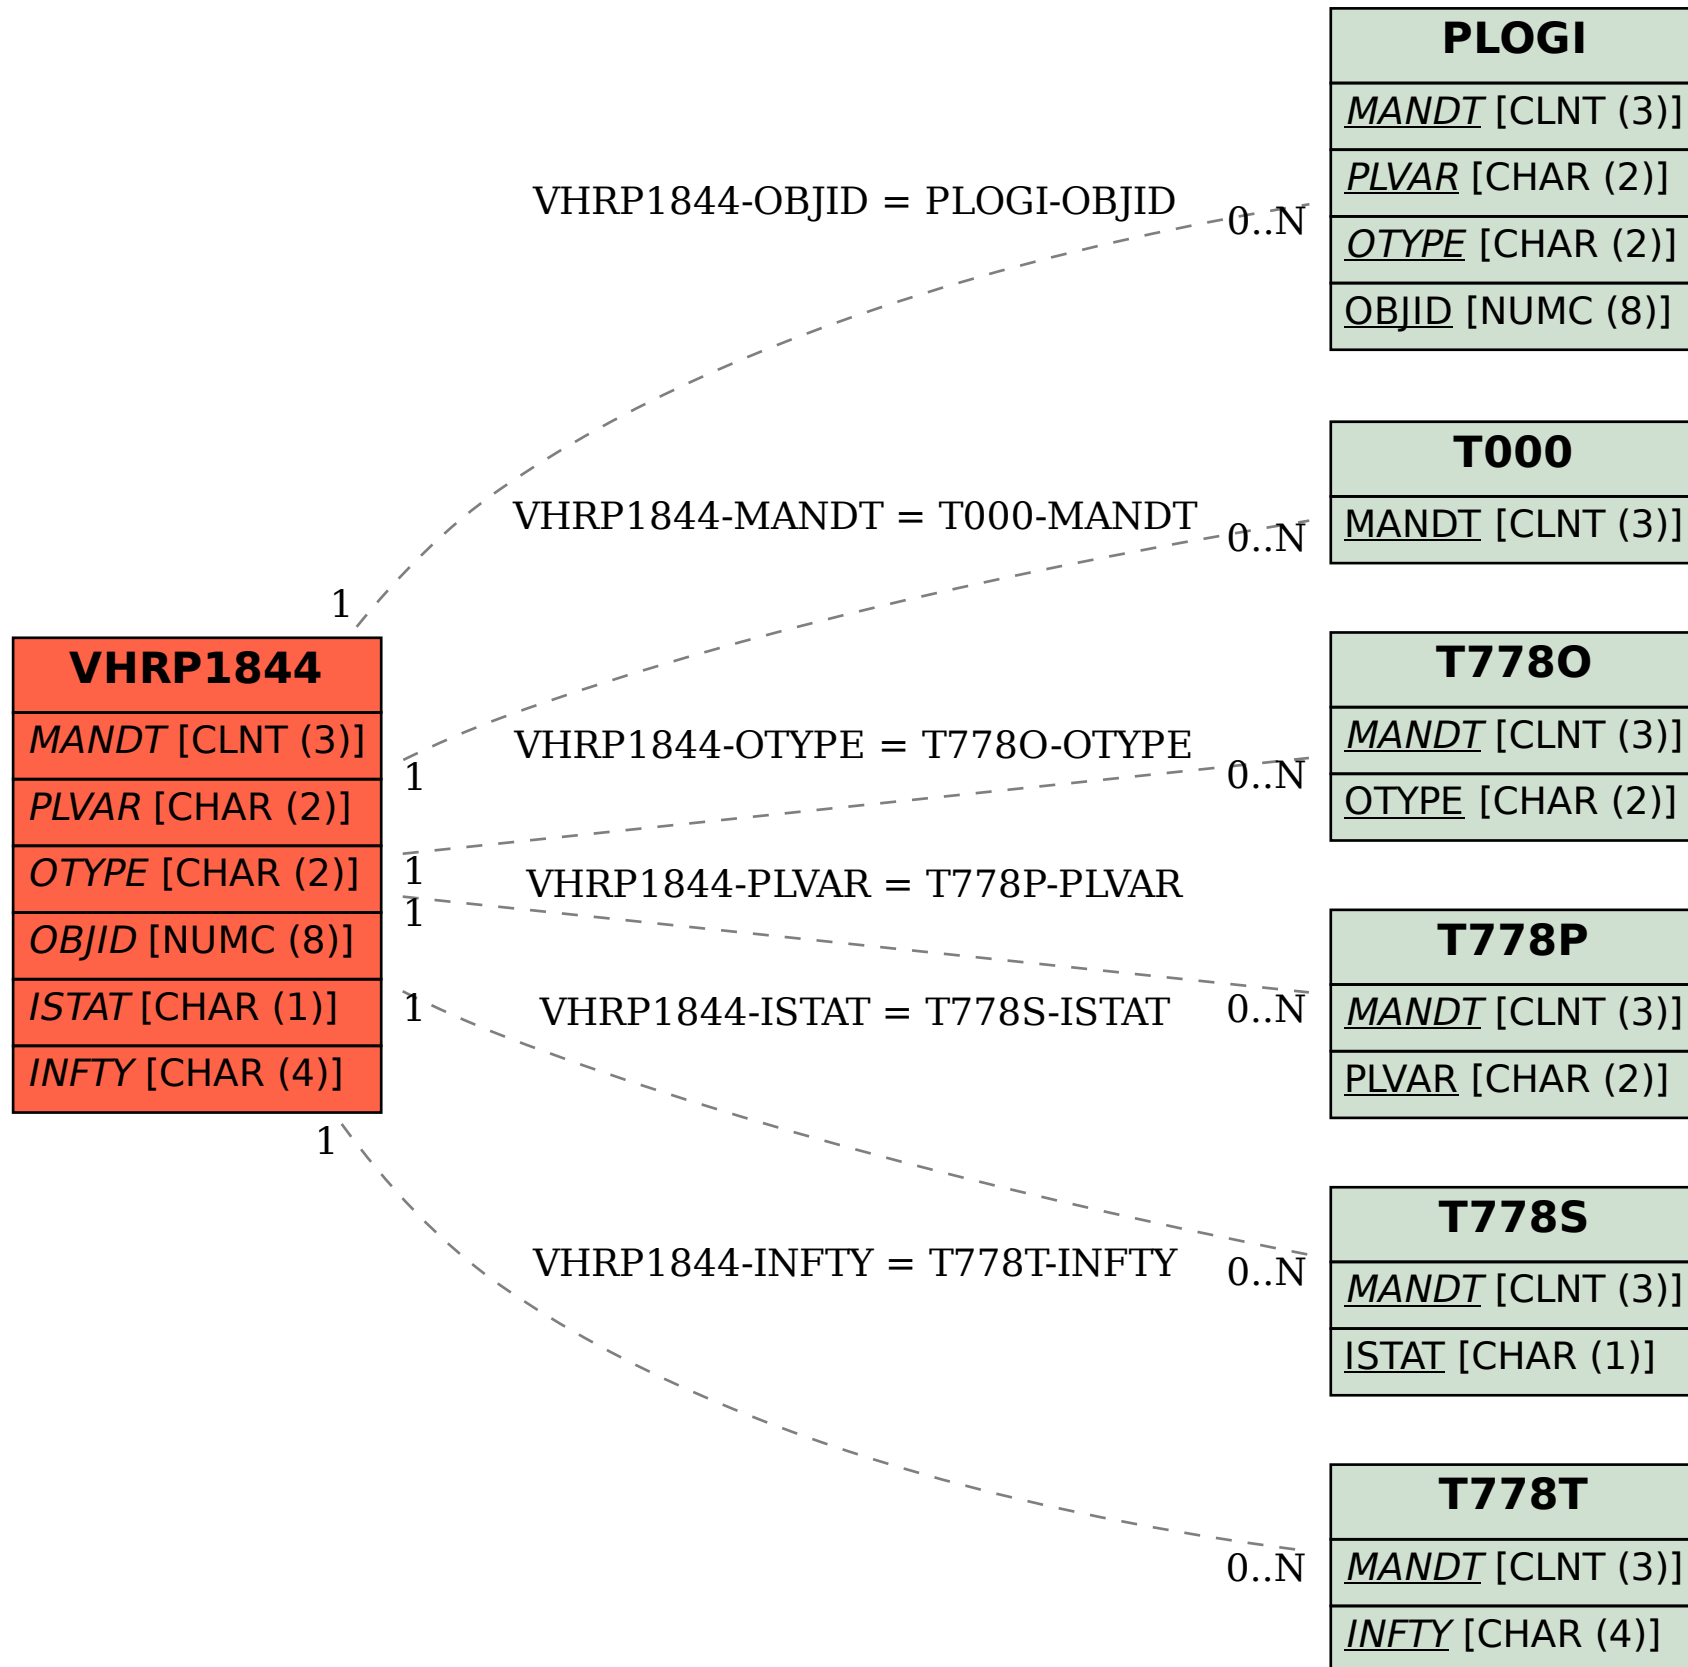 PLOGI
MANDT [CLNT (3)]
PLVAR [CHAR (2)]
OTYPE [CHAR (2)]
OBJID [NUMC (8)]
VHRP1844-OBJID = PLOGI-OBJID
0..N
1
T000
MANDT [CLNT (3)]
VHRP1844-MANDT = T000-MANDT
0..N
1
VHRP1844
MANDT [CLNT (3)]
PLVAR [CHAR (2)]
OTYPE [CHAR (2)]
OBJID [NUMC (8)]
ISTAT [CHAR (1)]
INFTY [CHAR (4)]
T778O
MANDT [CLNT (3)]
OTYPE [CHAR (2)]
VHRP1844-OTYPE = T778O-OTYPE
0..N
1
VHRP1844-PLVAR = T778P-PLVAR
1
0..N
T778P
MANDT [CLNT (3)]
PLVAR [CHAR (2)]
VHRP1844-ISTAT = T778S-ISTAT
1
0..N
T778S
MANDT [CLNT (3)]
ISTAT [CHAR (1)]
VHRP1844-INFTY = T778T-INFTY
1
0..N
T778T
MANDT [CLNT (3)]
INFTY [CHAR (4)]